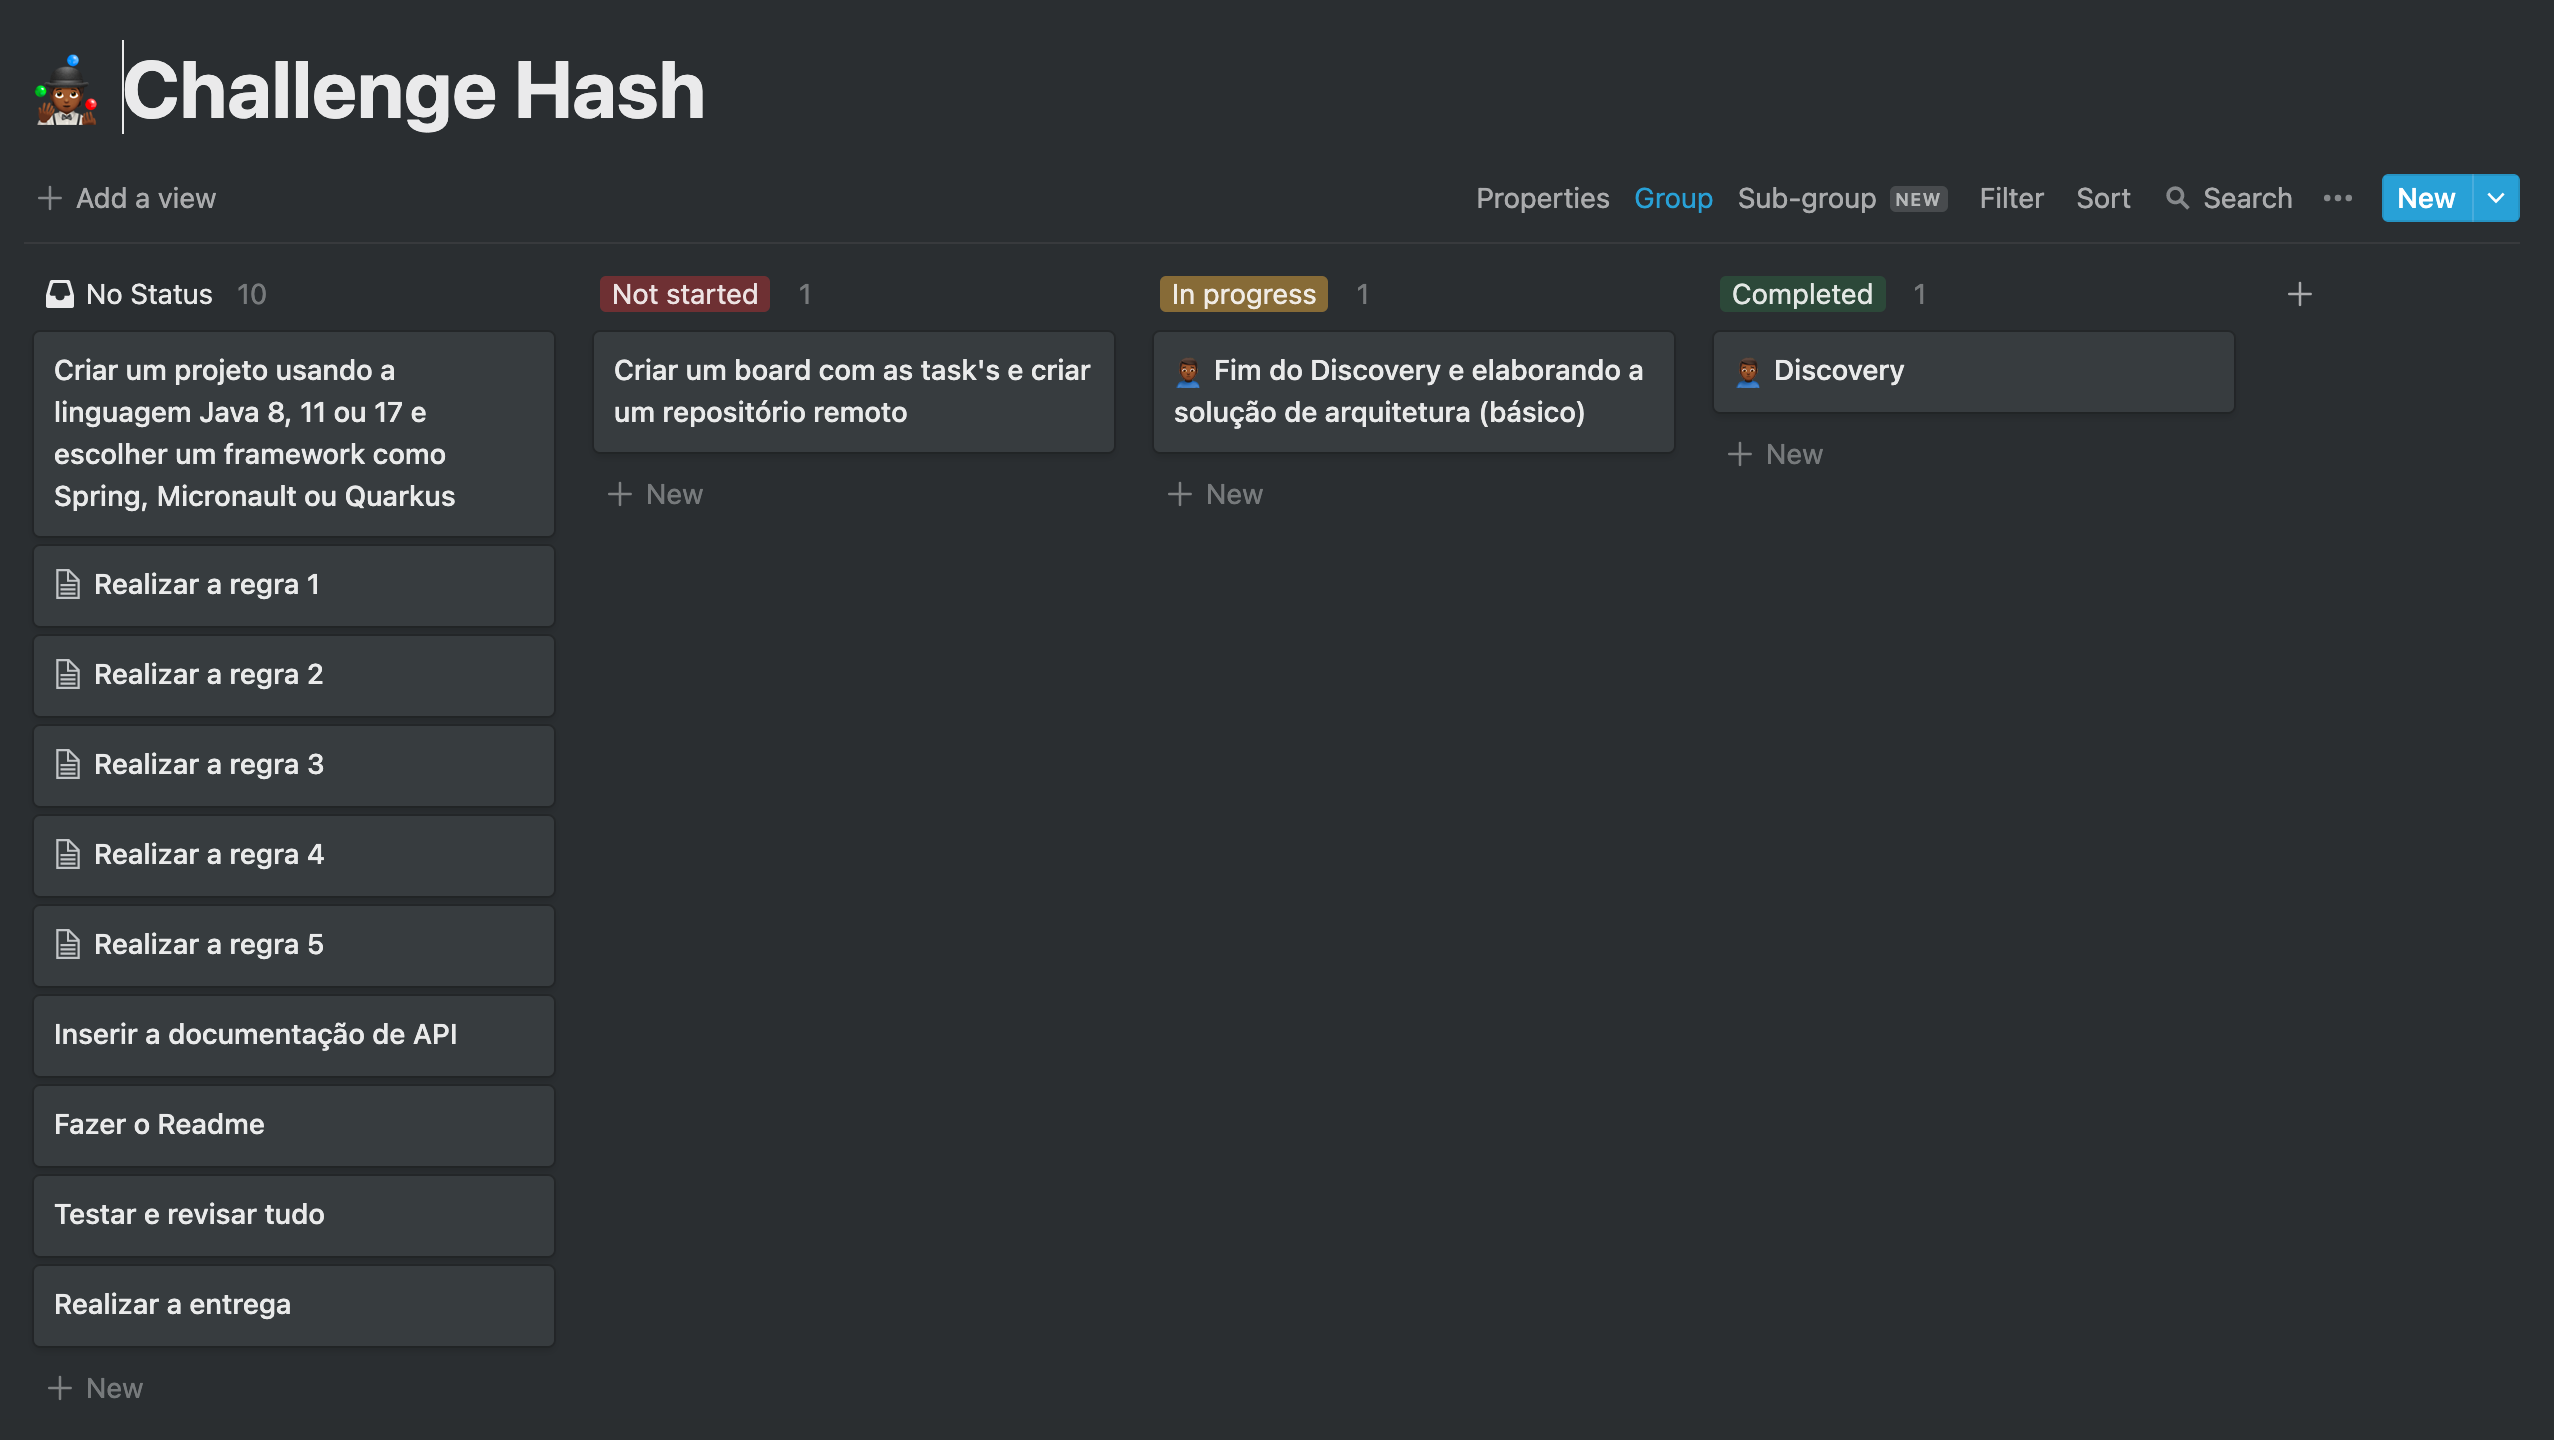 Challenge Hash
Add a view
Properties Group Sub-group NEW Filter Sort Search New
No Status 10
Criar um projeto usando a
linguagem Java 8, 11 ou 17 e
escolher um framework como
Spring, Micronault ou Quarkus
Realizar a regra 1
Realizar a regra 2
Realizar a regra 3
Realizar a regra 4
Realizar a regra 5
Inserir a documentação de API
Fazer o Readme
Testar e revisar tudo
Realizar a entrega
New
Not started 1
Criar um board com as task's e criar
um repositório remoto
New
In progress 1
Fim do Discovery e elaborando a
solução de arquitetura (básico)
New
Completed 1
Discovery
New